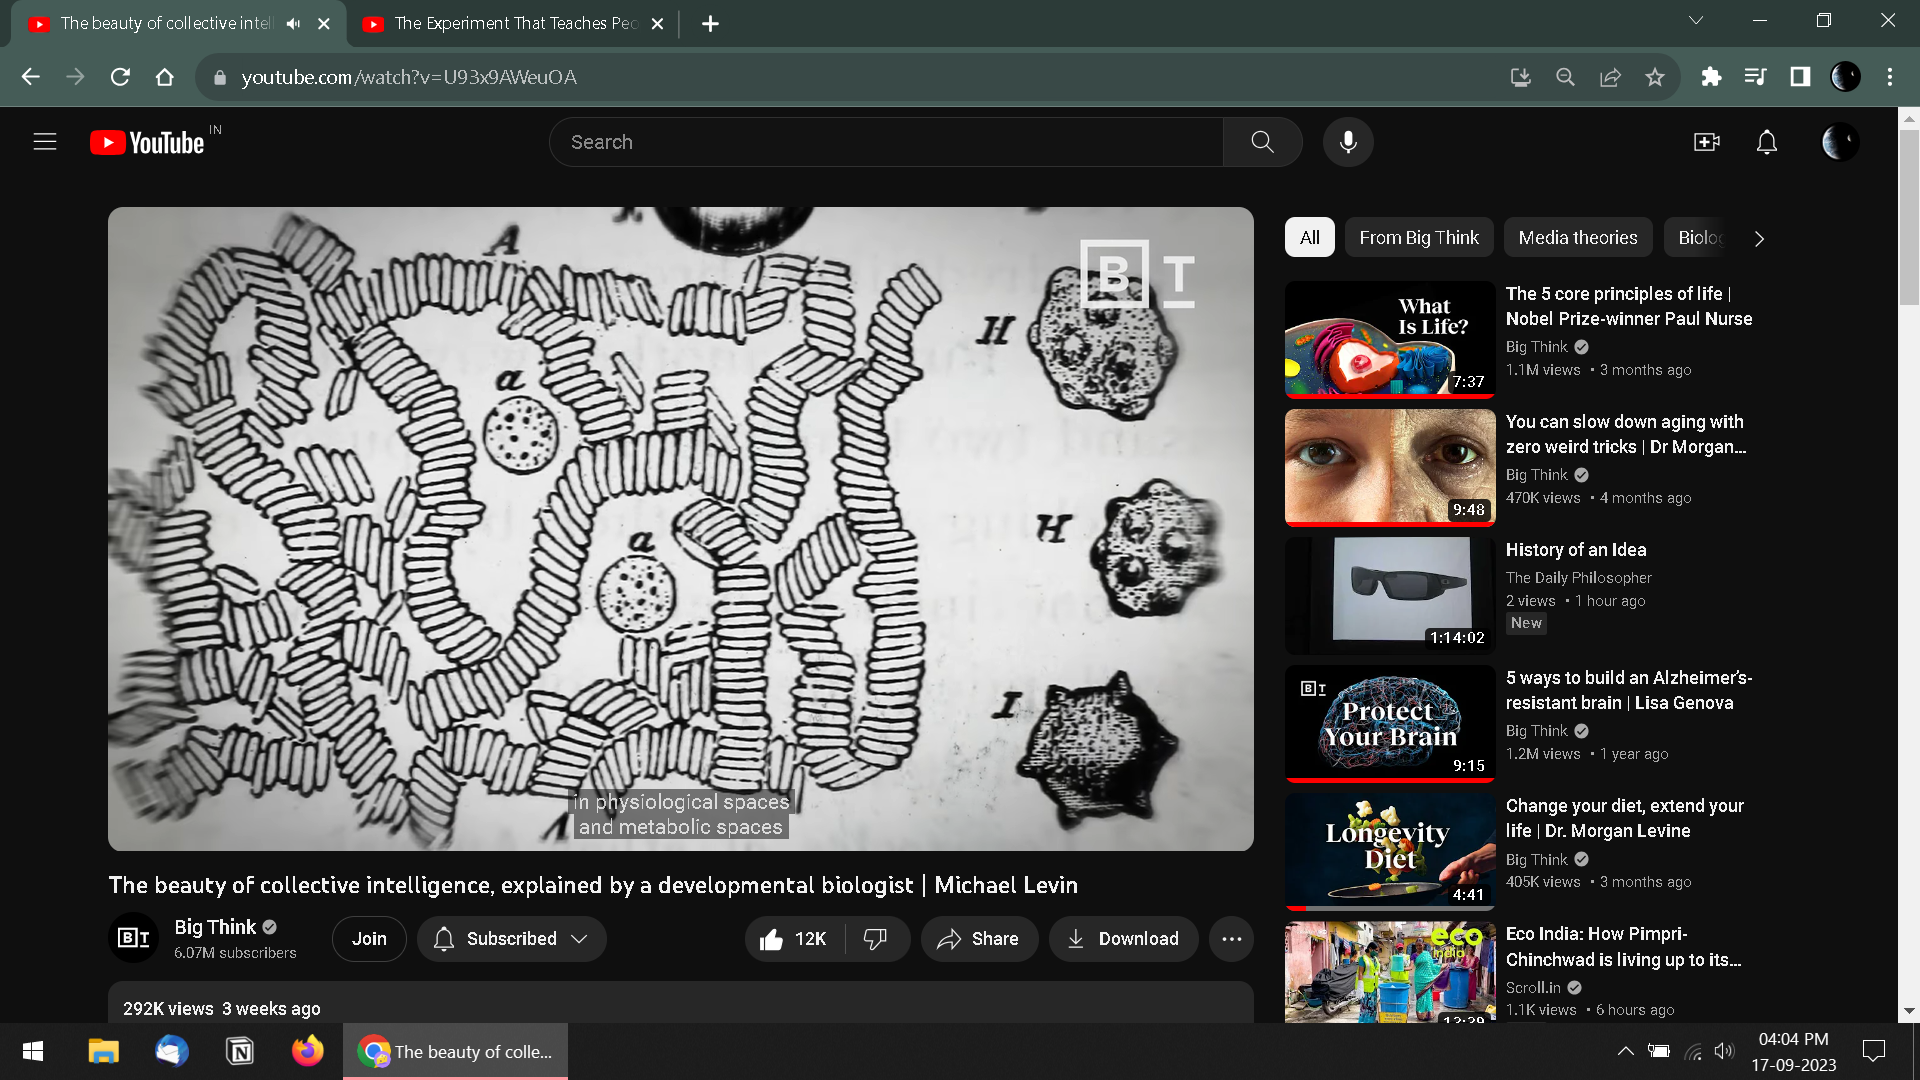 The beauty of collective intel
The Experiment That Teaches Peo
youtube.com/watch?v=U93x9AWeuOA
YouTube IN
Search
A
a
a
H
H
I
B T
in physiological spaces
and metabolic spaces
The beauty of collective intelligence, explained by a developmental biologist | Michael Levin
BT
Big Think
6.07M subscribers
Join
Subscribed
12K
Share
Download
292K views 3 weeks ago
All
From Big Think
Media theories
Biolog
What
Is Life?
7:37
The 5 core principles of life |
Nobel Prize-winner Paul Nurse
Big Think
1.1M views • 3 months ago
9:48
You can slow down aging with
zero weird tricks | Dr Morgan...
Big Think
470K views • 4 months ago
1:14:02
History of an Idea
The Daily Philosopher
2 views • 1 hour ago
New
BT
Protect
Your Brain
9:15
5 ways to build an Alzheimer's-
resistant brain | Lisa Genova
Big Think
1.2M views • 1 year ago
Longevity
Diet
4:41
Change your diet, extend your
life | Dr. Morgan Levine
Big Think
405K views • 3 months ago
eco
india
13:39
Eco India: How Pimpri-
Chinchwad is living up to its...
Scroll.in
1.1K views • 6 hours ago
The beauty of colle...
04:04 PM
17-09-2023